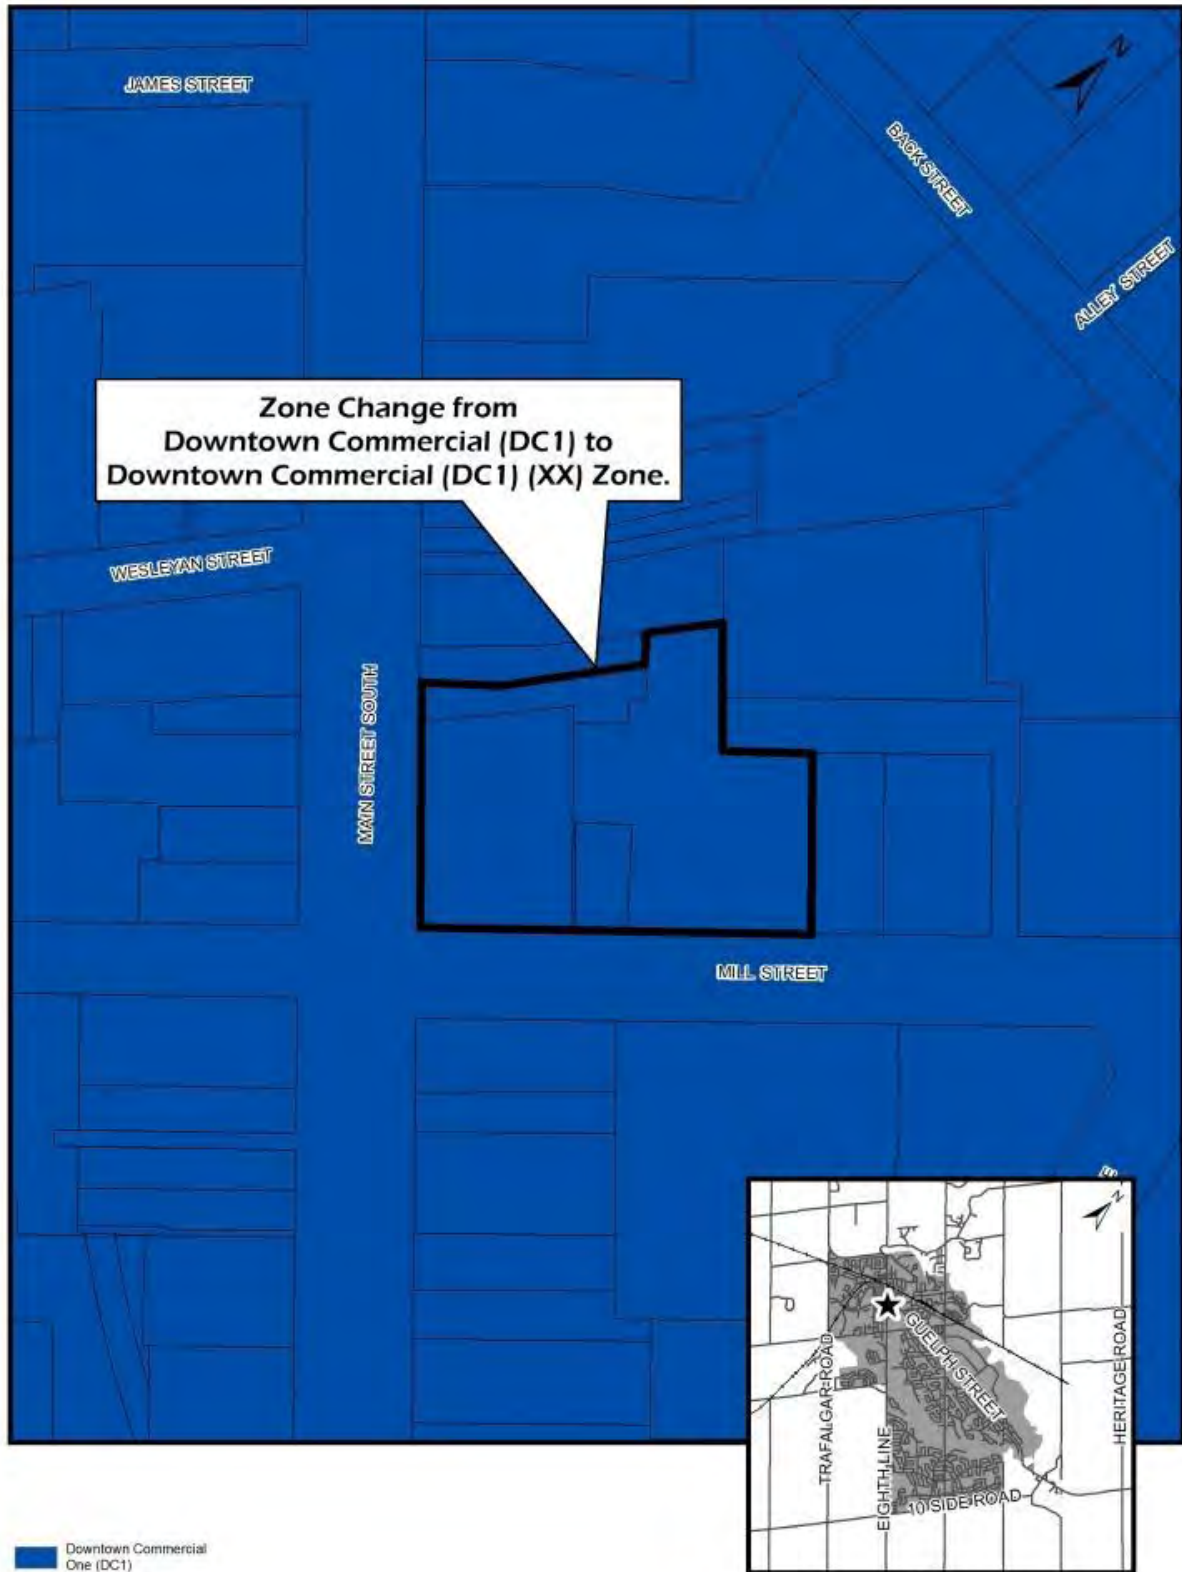 JAMES STREET
N
BACK STREET
ALLEY STREET
Zone Change from
Downtown Commercial (DC1) to
Downtown Commercial (DC1) (XX) Zone.
WESLEYAN STREET
MAIN STREET SOUTH
MILL STREET
E
N
TRAFALGAR ROAD
GUELPH STREET
HERITAGE ROAD
EIGHTH LINE
10 SIDE ROAD
Downtown Commercial
One (DC1)